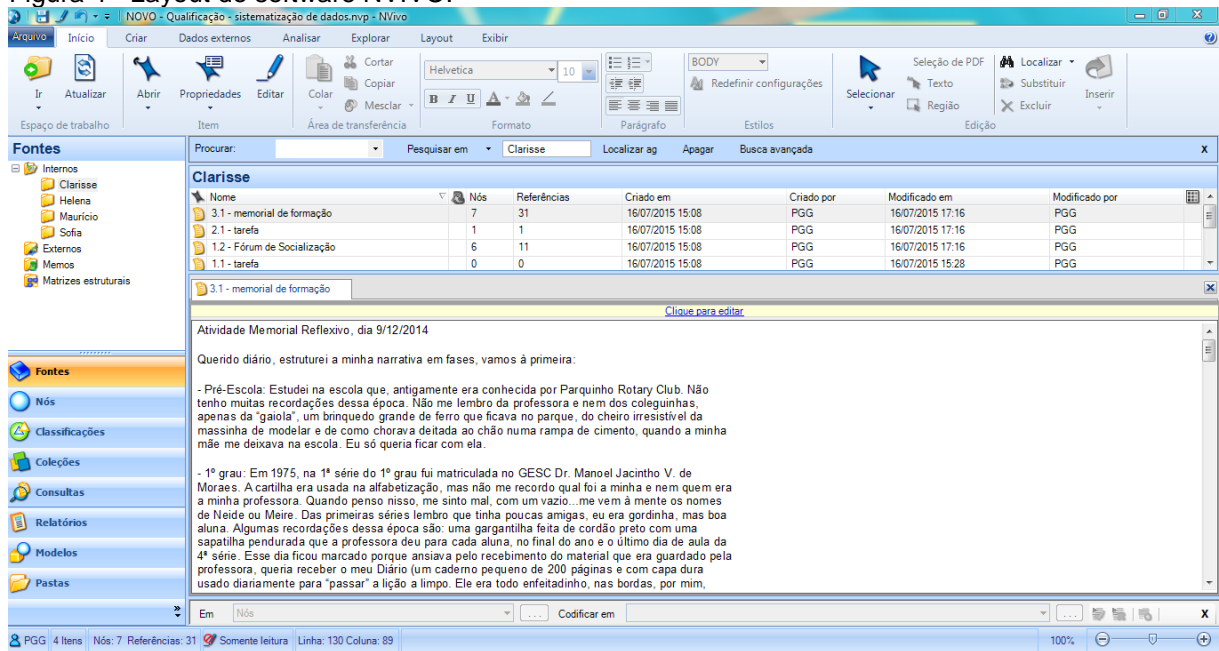 Figura 4 - Layout do software NVIVO.
NOVO - Qualificação - sistematização de dados.nvp - NVivo
Arquivo Início Criar Dados externos Analisar Explorar Layout Exibir
Ir Atualizar Abrir Propriedades Editar Colar Cortar Copiar Mesclar
Helvetica 10
B I U A
BODY
Redefinir configurações
Selecionar
Seleção de PDF
Texto
Região
Localizar
Substituir
Excluir
Inserir
Espaço de trabalho Item Área de transferência Formato Parágrafo Estilos Edição
Fontes
Internos
Clarisse
Helena
Maurício
Sofia
Externos
Memos
Matrizes estruturais
Fontes
Nós
Classificações
Coleções
Consultas
Relatórios
Modelos
Pastas
Procurar: Pesquisar em Clarisse Localizar ag Apagar Busca avançada X
Clarisse
Nome Nós Referências Criado em Criado por Modificado em Modificado por
3.1 - memorial de formação 7 31 16/07/2015 15:08 PGG 16/07/2015 17:16 PGG
2.1 - tarefa 1 1 16/07/2015 15:08 PGG 16/07/2015 17:16 PGG
1.2 - Fórum de Socialização 6 11 16/07/2015 15:08 PGG 16/07/2015 17:16 PGG
1.1 - tarefa 0 0 16/07/2015 15:08 PGG 16/07/2015 15:28 PGG
3.1 - memorial de formação
Clique para editar
Atividade Memorial Reflexivo, dia 9/12/2014
Querido diário, estruturei a minha narrativa em fases, vamos à primeira:
- Pré-Escola: Estudei na escola que, antigamente era conhecida por Parquinho Rotary Club. Não
tenho muitas recordações dessa época. Não me lembro da professora e nem dos coleguinhas,
apenas da "gaiola", um brinquedo grande de ferro que ficava no parque, do cheiro irresistível da
massinha de modelar e de como chorava deitada ao chão numa rampa de cimento, quando a minha
mãe me deixava na escola. Eu só queria ficar com ela.
- 1º grau: Em 1975, na 1ª série do 1º grau fui matriculada no GESC Dr. Manoel Jacintho V. de
Moraes. A cartilha era usada na alfabetização, mas não me recordo qual foi a minha e nem quem era
a minha professora. Quando penso nisso, me sinto mal, com um vazio...me vem à mente os nomes
de Neide ou Meire. Das primeiras séries lembro que tinha poucas amigas, eu era gordinha, mas boa
aluna. Algumas recordações dessa época são: uma gargantilha feita de cordão preto com uma
sapatilha pendurada que a professora deu para cada aluna, no final do ano e o último dia de aula da
4ª série. Esse dia ficou marcado porque ansiava pelo recebimento do material que era guardado pela
professora, queria receber o meu Diário (um caderno pequeno de 200 páginas e com capa dura
usado diariamente para "passar" a lição a limpo. Ele era todo enfeitadinho, nas bordas, por mim,
Em Nós ... Codificar em ... X
PGG 4 Itens Nós: 7 Referências: 31 Somente leitura Linha: 130 Coluna: 89 100%